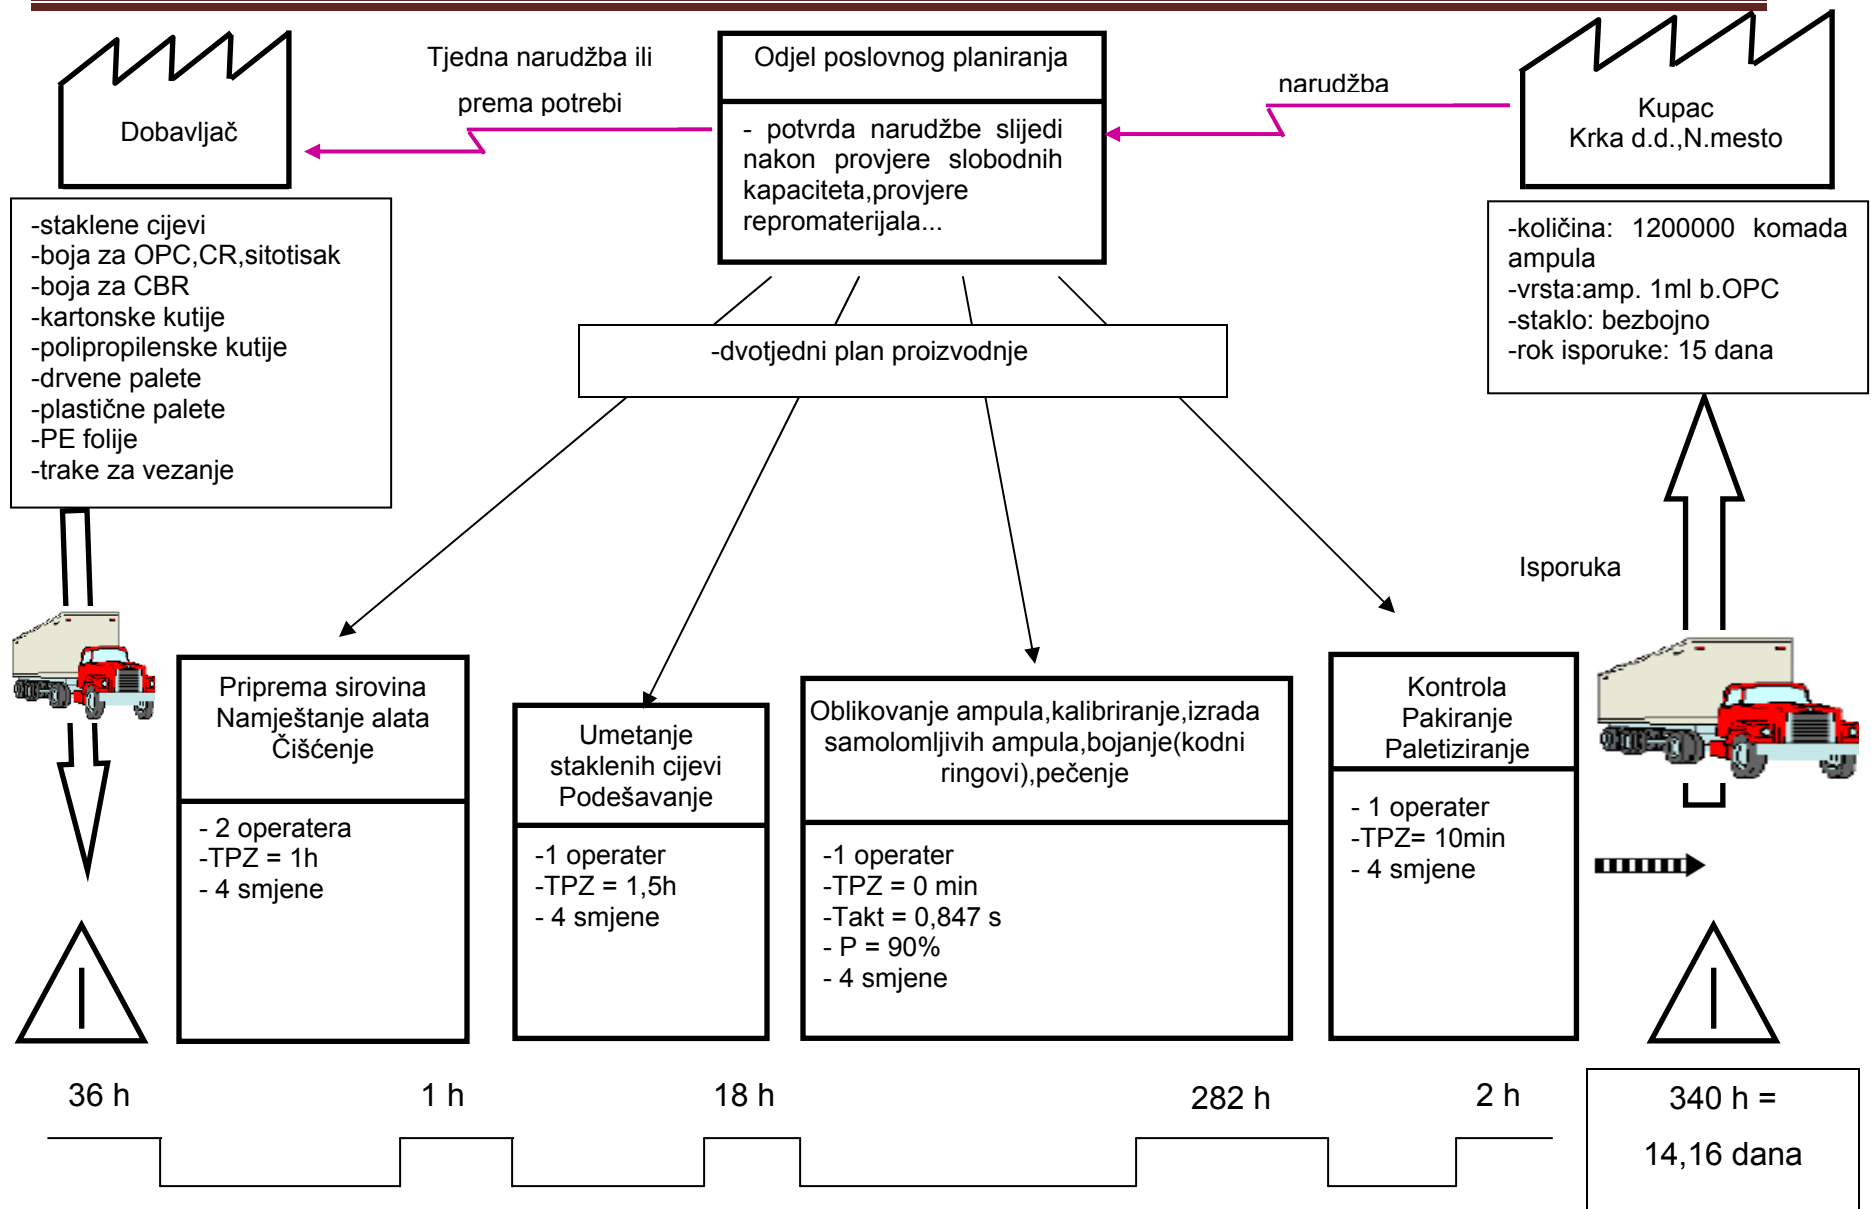 Tjedna narudžba ili
prema potrebi
Odjel poslovnog planiranja
- potvrda narudžbe slijedi
nakon provjere slobodnih
kapaciteta,provjere
repromaterijala...
narudžba
Dobavljač
Kupac
Krka d.d.,N.mesto
-staklene cijevi
-boja za OPC,CR,sitotisak
-boja za CBR
-kartonske kutije
-polipropilenske kutije
-drvene palete
-plastične palete
-PE folije
-trake za vezanje
-količina: 1200000 komada
ampula
-vrsta:amp. 1ml b.OPC
-staklo: bezbojno
-rok isporuke: 15 dana
-dvotjedni plan proizvodnje
Isporuka
Priprema sirovina
Namještanje alata
Čišćenje
- 2 operatera
-TPZ = 1h
- 4 smjene
Umetanje
staklenih cijevi
Podešavanje
-1 operater
-TPZ = 1,5h
- 4 smjene
Oblikovanje ampula,kalibriranje,izrada
samolomljivih ampula,bojanje(kodni
ringovi),pečenje
-1 operater
-TPZ = 0 min
-Takt = 0,847 s
- P = 90%
- 4 smjene
Kontrola
Pakiranje
Paletiziranje
- 1 operater
-TPZ= 10min
- 4 smjene
I
I
36 h
1 h
18 h
282 h
2 h
340 h =
14,16 dana